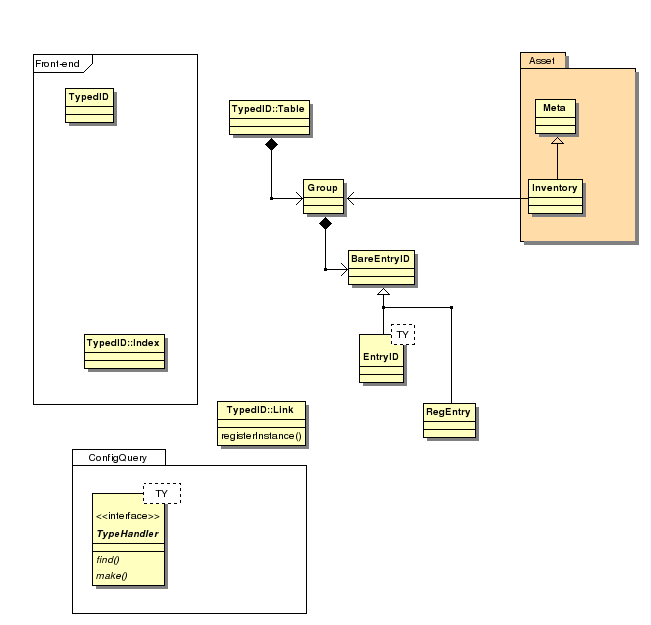 Front-end
TypedID
TypedID::Index
TypedID::Table
Group
BareEntryID
TY
EntryID
RegEntry
Asset
Meta
Inventory
TypedID::Link
registerInstance()
ConfigQuery
TY
<<interface>>
TypeHandler
find()
make()